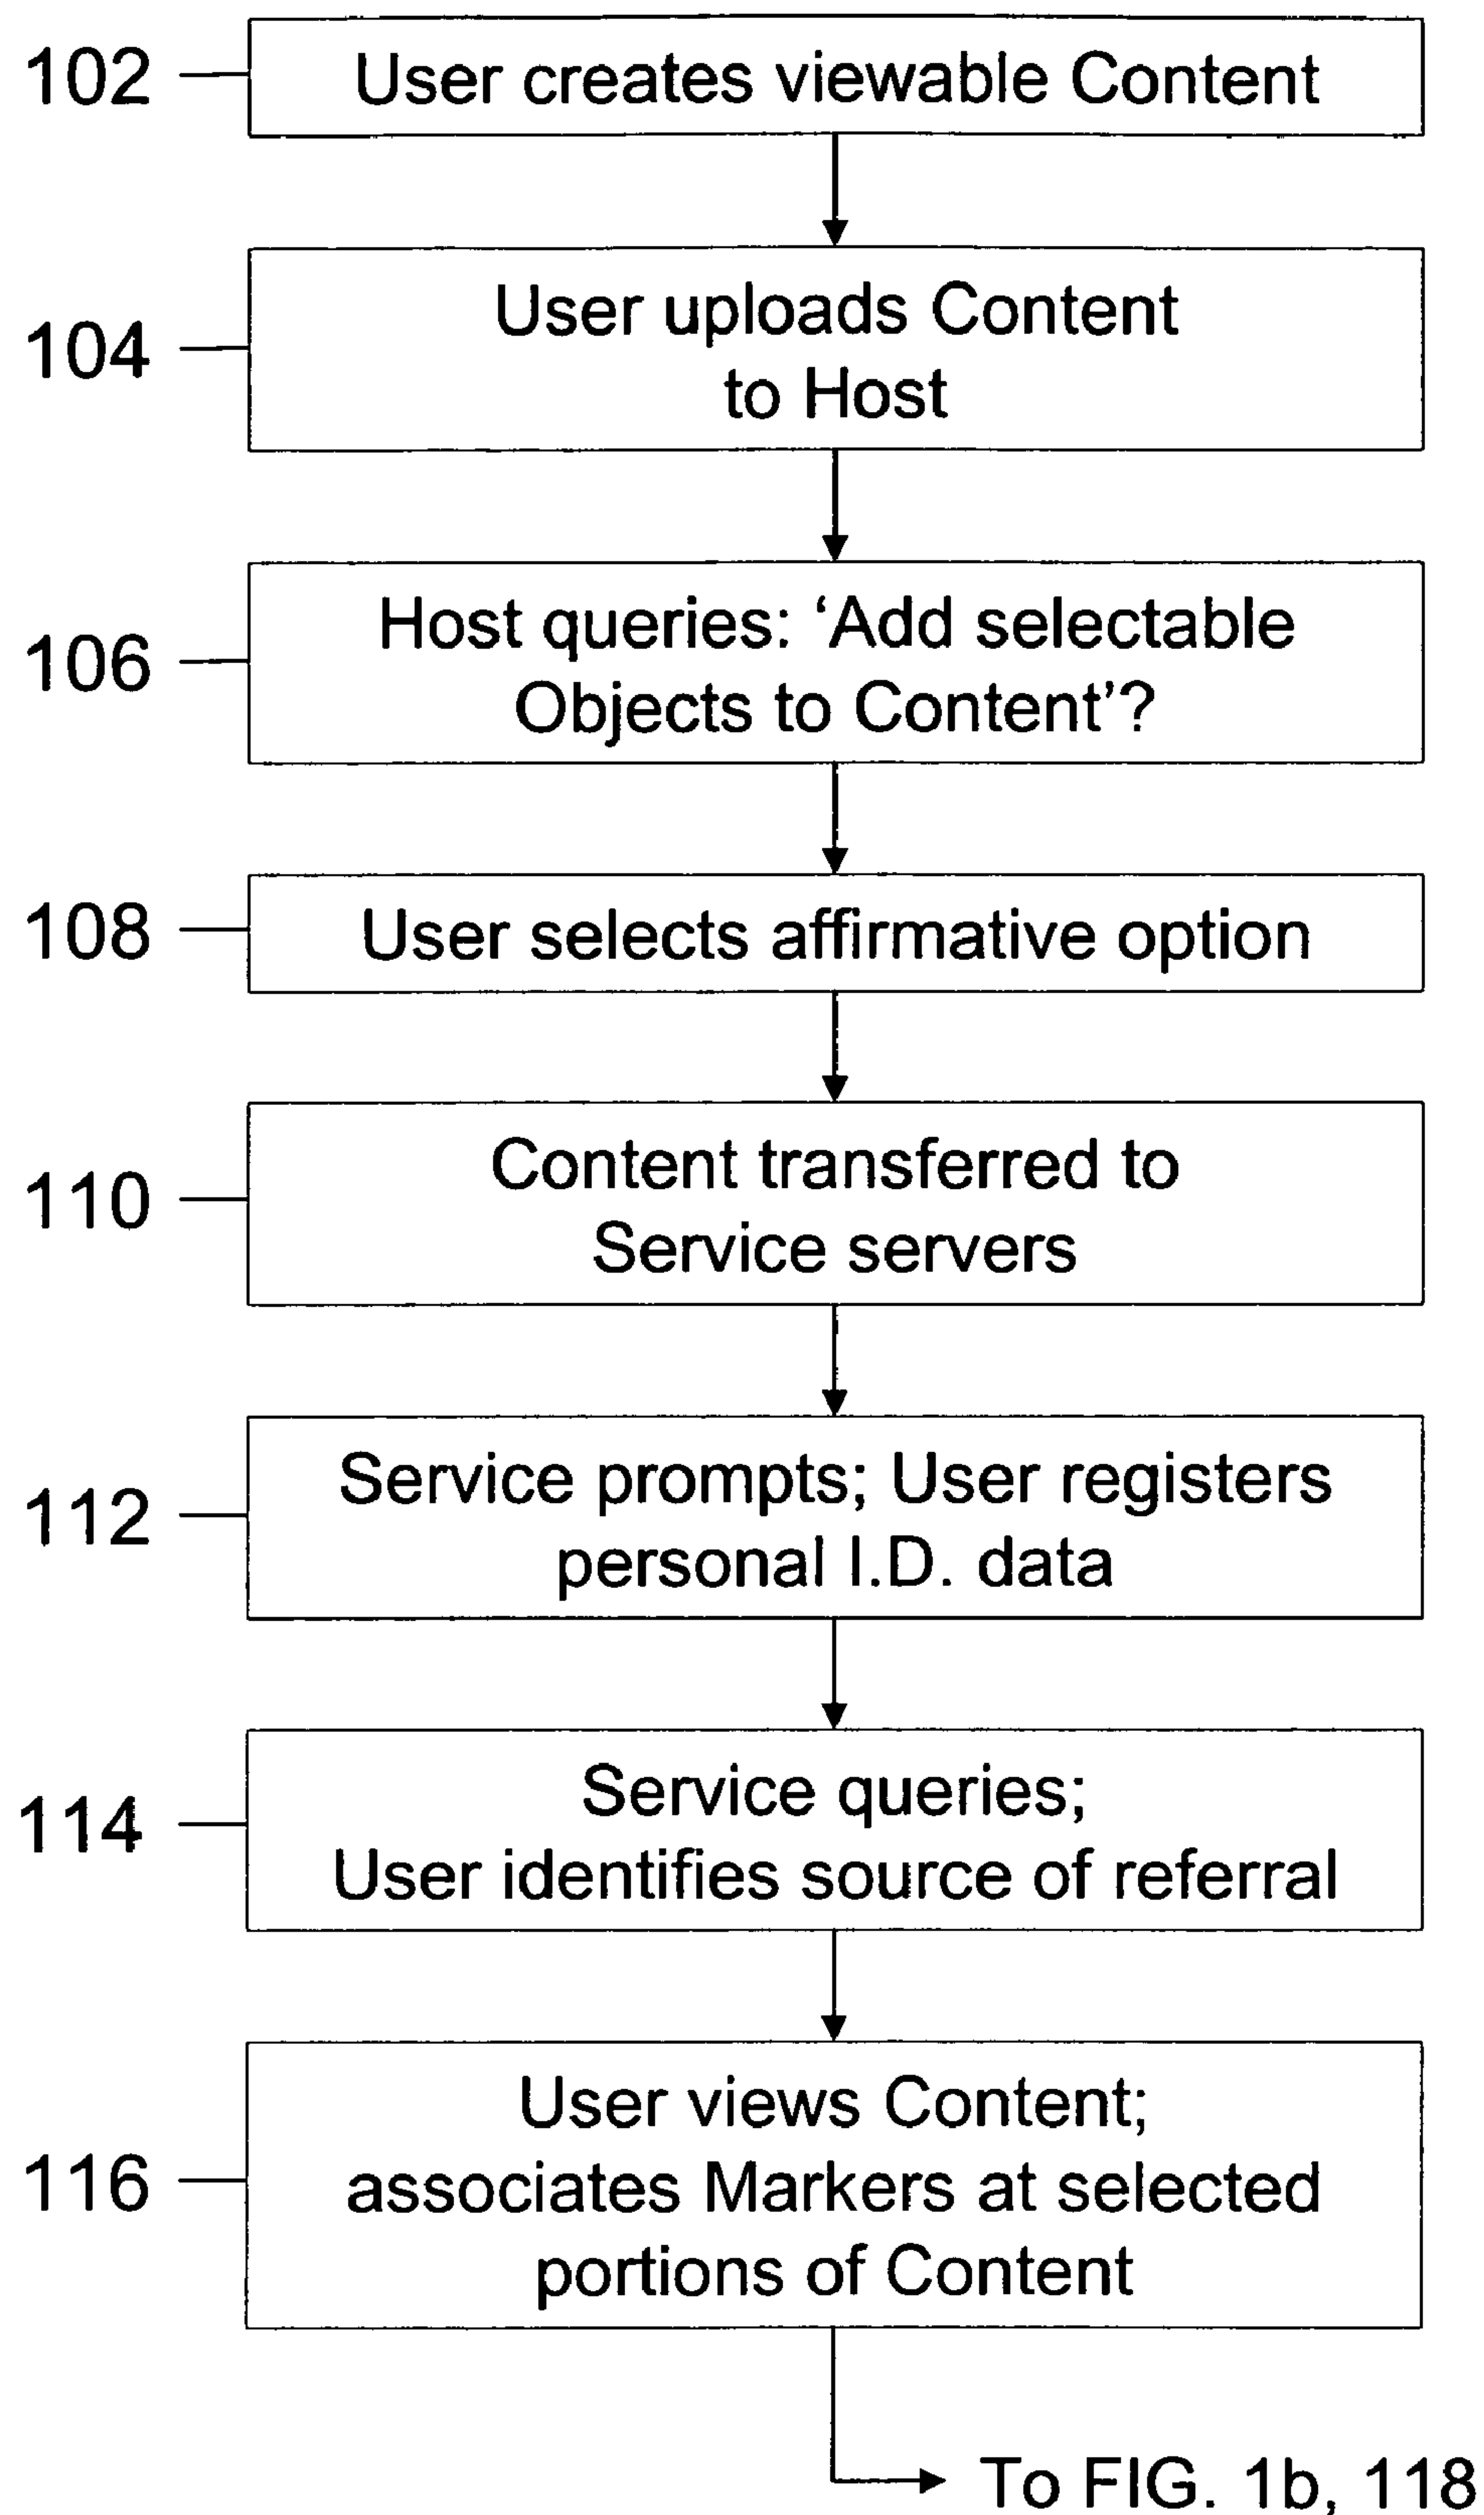 102
User creates viewable Content
104
User uploads Content
to Host
106
Host queries: ‘Add selectable
Objects to Content’?
108
User selects affirmative option
110
Content transferred to
Service servers
112
Service prompts; User registers
personal I.D. data
114
Service queries;
User identifies source of referral
116
User views Content;
associates Markers at selected
portions of Content
To FIG. 1b, 118